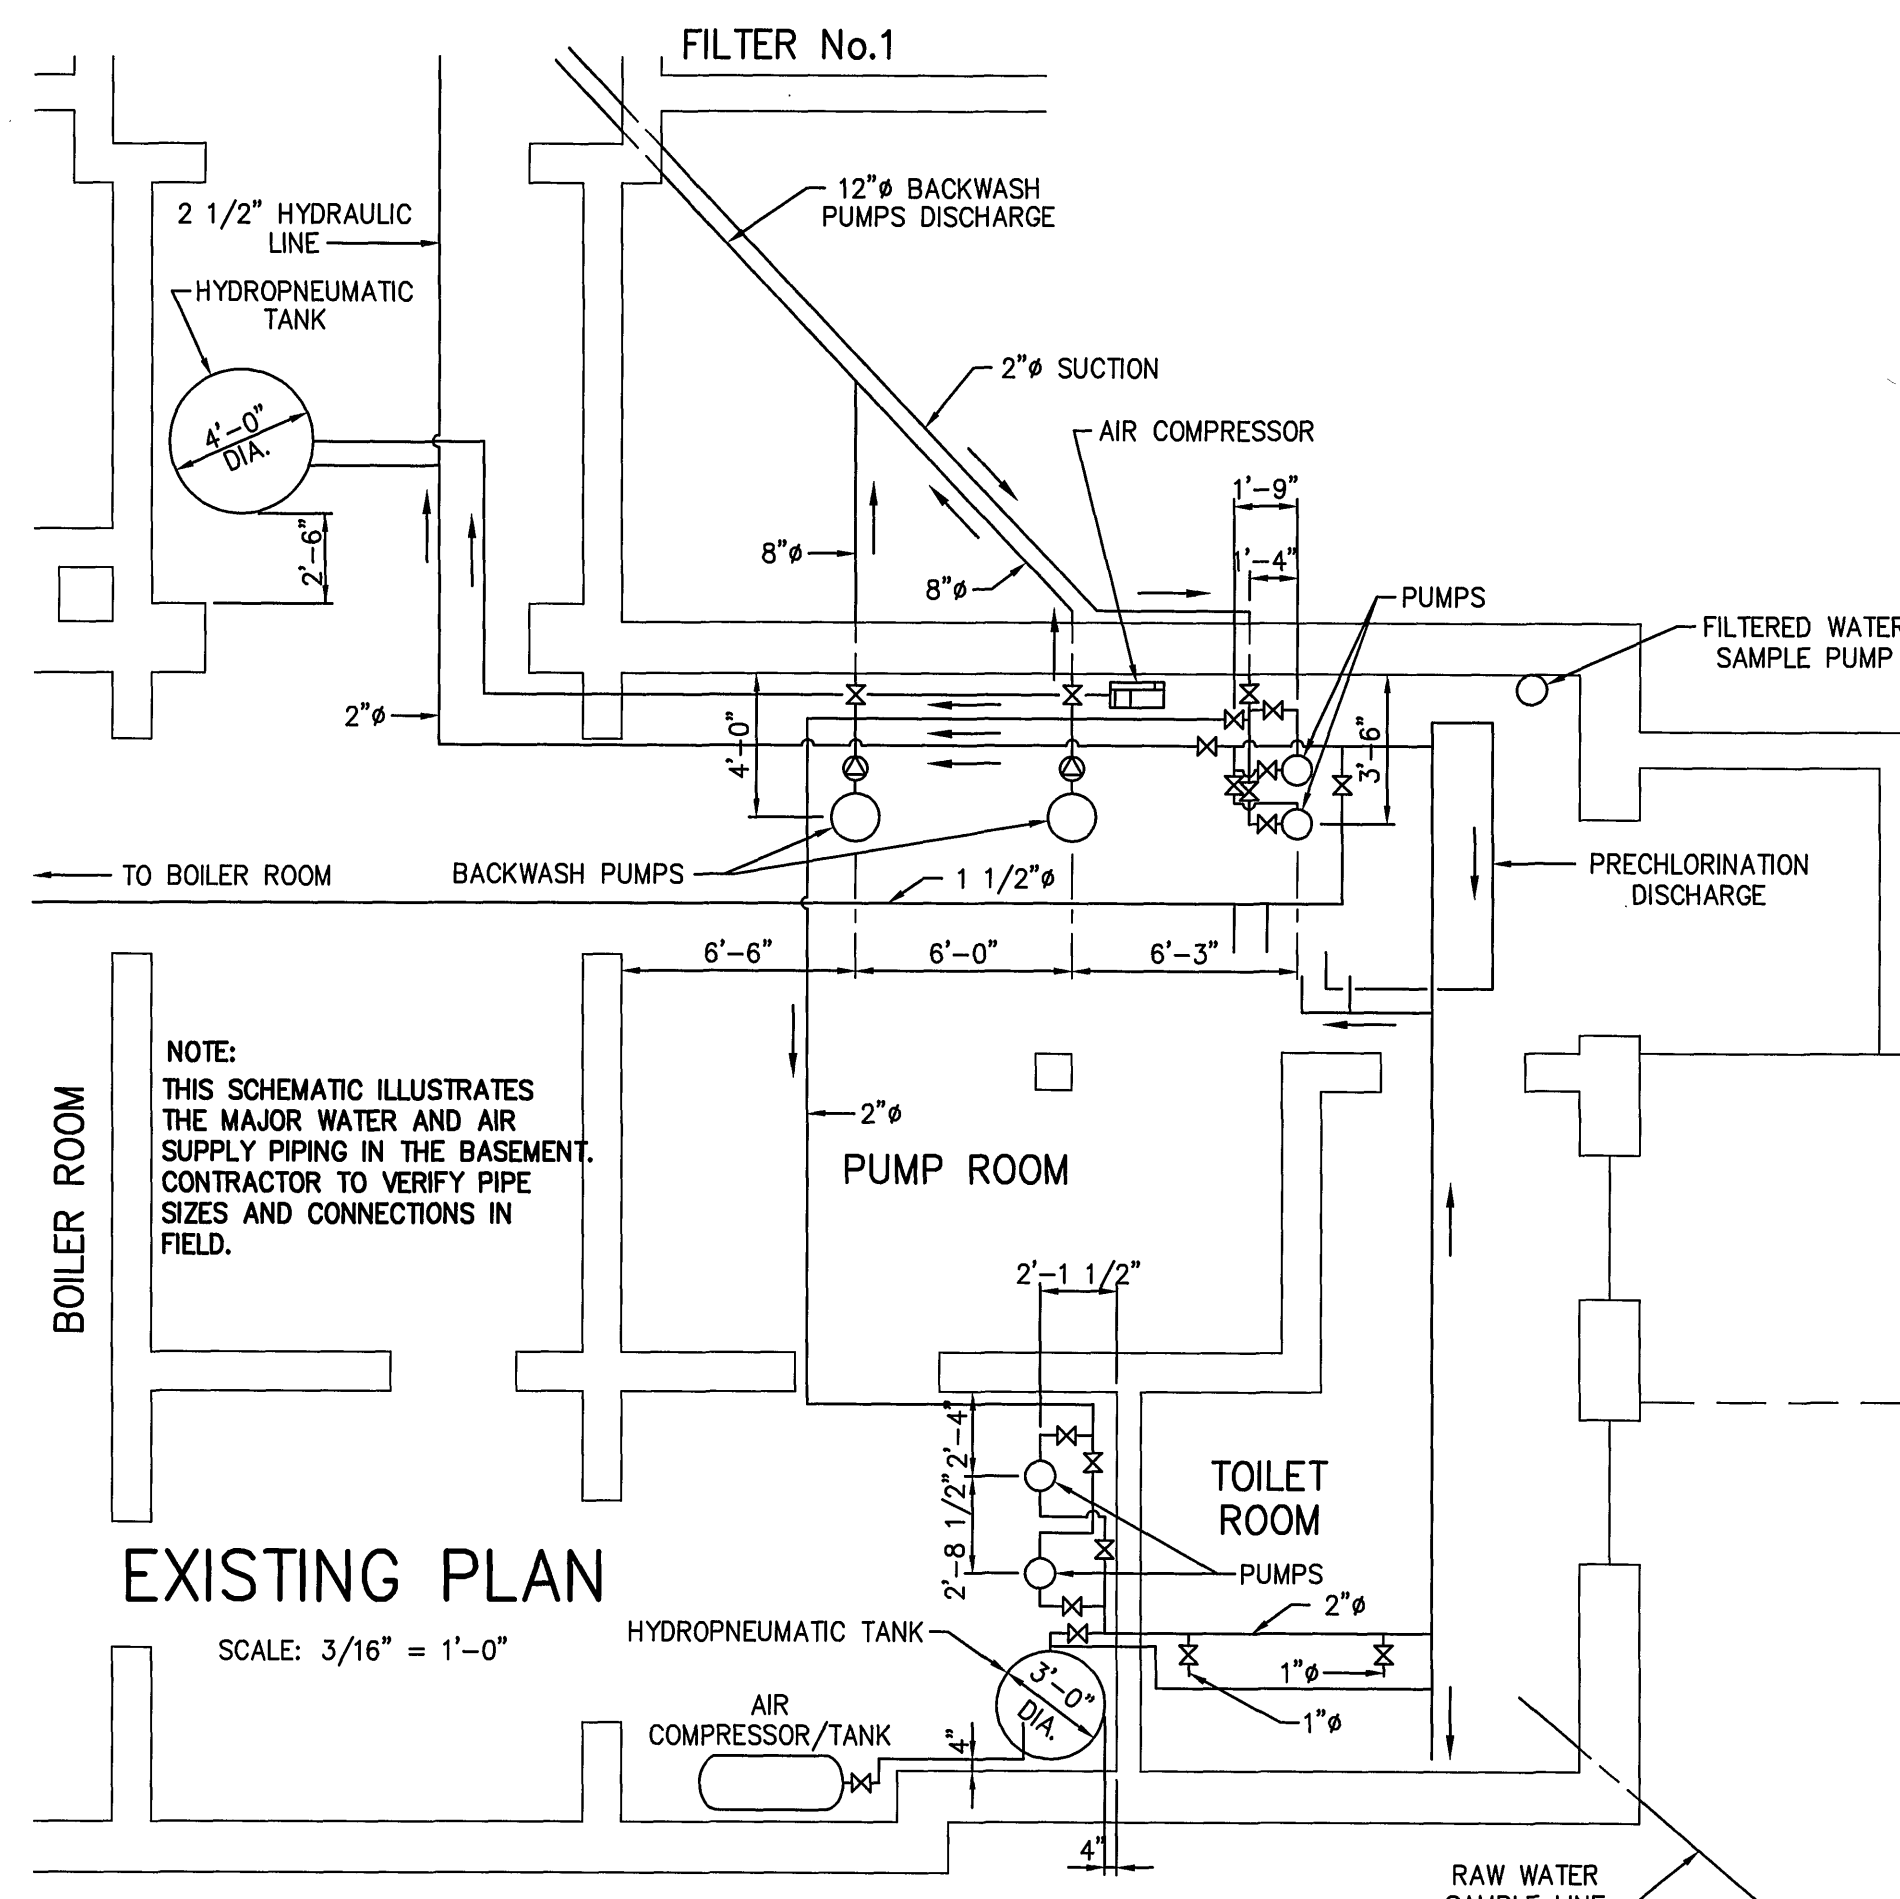 FILTER No.1
12"ø BACKWASH
PUMPS DISCHARGE
2 1/2" HYDRAULIC
LINE
HYDROPNEUMATIC
TANK
4'-0"
DIA.
2'-6"
2"ø SUCTION
AIR COMPRESSOR
1'-9"
1'-4"
8"ø
8"ø
PUMPS
FILTERED WATER
SAMPLE PUMP
2"ø
4'-0"
3'-6"
TO BOILER ROOM
BACKWASH PUMPS
1 1/2"ø
PRECHLORINATION
DISCHARGE
6'-6"
6'-0"
6'-3"
NOTE:
THIS SCHEMATIC ILLUSTRATES
THE MAJOR WATER AND AIR
SUPPLY PIPING IN THE BASEMENT.
CONTRACTOR TO VERIFY PIPE
SIZES AND CONNECTIONS IN
FIELD.
BOILER ROOM
2"ø
PUMP ROOM
2'-1 1/2"
2'-4"
2'-8 1/2"
TOILET
ROOM
PUMPS
EXISTING PLAN
SCALE: 3/16" = 1'-0"
HYDROPNEUMATIC TANK
2"ø
3'-0"
DIA.
1"ø
1"ø
AIR
COMPRESSOR/TANK
4"
4"
RAW WATER
SAMPLE LINE